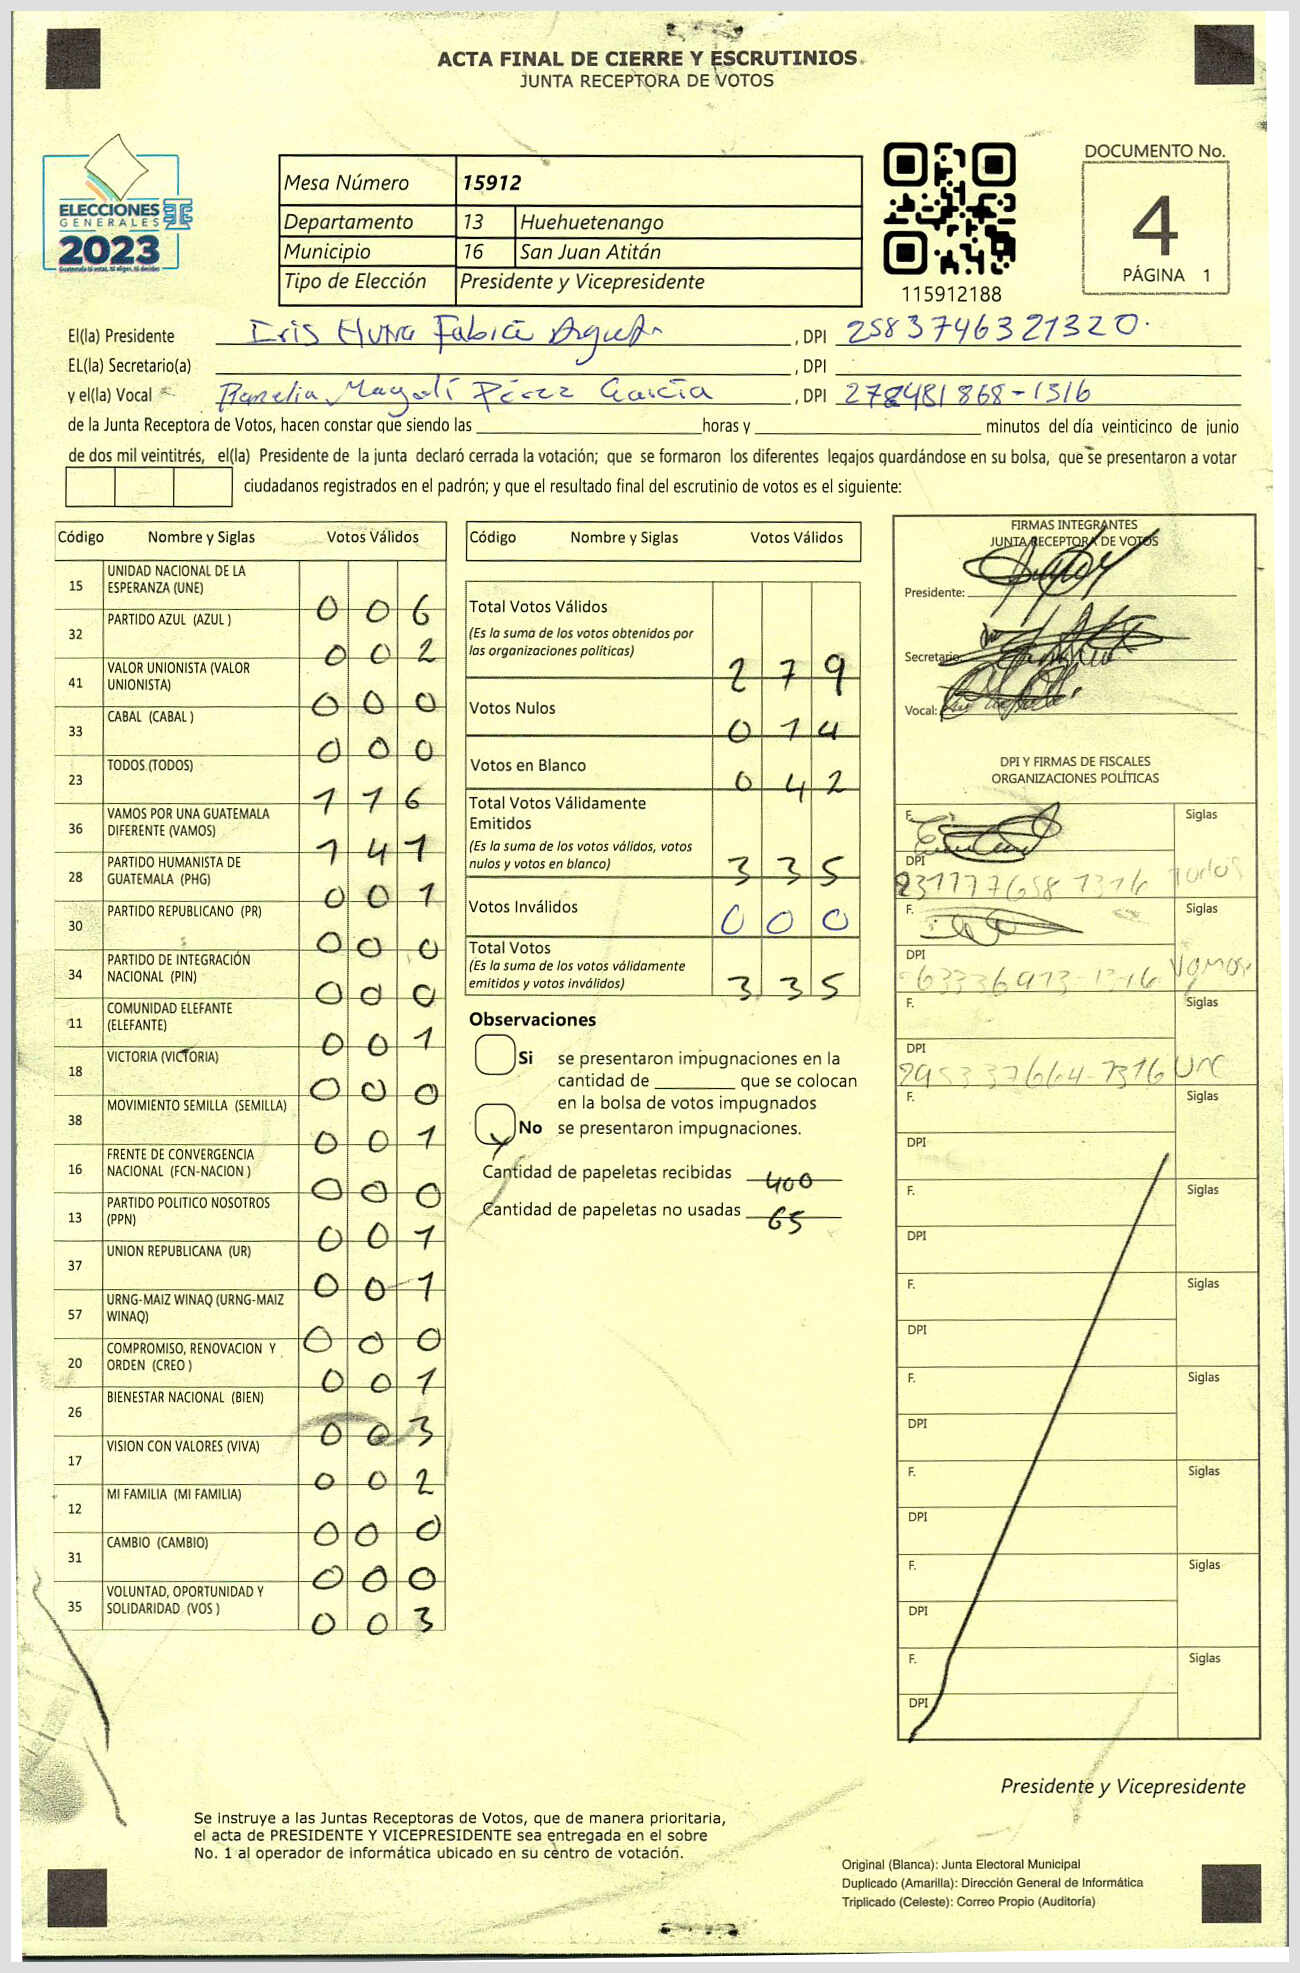 ACTA FINAL DE CIERRE Y ESCRUTINIOS
JUNTA RECEPTORA DE VOTOS
ELECCIONES
GENERALES
2023
Mesa Número 15912
Departamento 13 Huehuetenango
Municipio 16 San Juan Atitán
Tipo de Elección Presidente y Vicepresidente
115912188
DOCUMENTO No.
4
PÁGINA 1
El(la) Presidente Iris , DPI 2583746321320.
EL(la) Secretario(a) , DPI
y el(la) Vocal Magalí Pérez García , DPI 1868-1316
de la Junta Receptora de Votos, hacen constar que siendo las horas y minutos del día veinticinco de junio
de dos mil veintitrés, el(la) Presidente de la junta declaró cerrada la votación; que se formaron los diferentes legajos guardándose en su bolsa, que se presentaron a votar
ciudadanos registrados en el padrón; y que el resultado final del escrutinio de votos es el siguiente:
Código Nombre y Siglas Votos Válidos
15 UNIDAD NACIONAL DE LA
ESPERANZA (UNE) 0 0 6
32 PARTIDO AZUL (AZUL ) 0 0 2
41 VALOR UNIONISTA (VALOR
UNIONISTA) 0 0 0
33 CABAL (CABAL ) 0 0 0
23 TODOS (TODOS) 1 1 6
36 VAMOS POR UNA GUATEMALA
DIFERENTE (VAMOS) 1 4 1
28 PARTIDO HUMANISTA DE
GUATEMALA (PHG) 0 0 1
30 PARTIDO REPUBLICANO (PR) 0 0 0
34 PARTIDO DE INTEGRACIÓN
NACIONAL (PIN) 0 0 0
11 COMUNIDAD ELEFANTE
(ELEFANTE) 0 0 1
18 VICTORIA (VICTORIA) 0 0 0
38 MOVIMIENTO SEMILLA (SEMILLA) 0 0 1
16 FRENTE DE CONVERGENCIA
NACIONAL (FCN-NACION ) 0 0 0
13 PARTIDO POLITICO NOSOTROS
(PPN) 0 0 1
37 UNION REPUBLICANA (UR) 0 0 1
57 URNG-MAIZ WINAQ (URNG-MAIZ
WINAQ) 0 0 0
20 COMPROMISO, RENOVACION Y
ORDEN (CREO ) 0 0 1
26 BIENESTAR NACIONAL (BIEN) 0 0 3
17 VISION CON VALORES (VIVA) 0 0 2
12 MI FAMILIA (MI FAMILIA) 0 0 0
31 CAMBIO (CAMBIO) 0 0 0
35 VOLUNTAD, OPORTUNIDAD Y
SOLIDARIDAD (VOS ) 0 0 3
Código Nombre y Siglas Votos Válidos
Total Votos Válidos
(Es la suma de los votos obtenidos por
las organizaciones políticas) 2 7 9
Votos Nulos 0 1 4
Votos en Blanco 0 4 2
Total Votos Válidamente
Emitidos
(Es la suma de los votos válidos, votos
nulos y votos en blanco) 3 3 5
Votos Inválidos 0 0 0
Total Votos
(Es la suma de los votos válidamente
emitidos y votos inválidos) 3 3 5
Observaciones
Si se presentaron impugnaciones en la
cantidad de que se colocan
en la bolsa de votos impugnados
No se presentaron impugnaciones.
Cantidad de papeletas recibidas 400
Cantidad de papeletas no usadas 65
FIRMAS INTEGRANTES
JUNTA RECEPTORA DE VOTOS
Presidente:
Secretario:
Vocal:
DPI Y FIRMAS DE FISCALES
ORGANIZACIONES POLÍTICAS
F. Siglas
DPI
Todos
F. Siglas
DPI
Vamos
F. Siglas
DPI
295337664-1316 UNE
F. Siglas
DPI
F. Siglas
DPI
F. Siglas
DPI
F. Siglas
DPI
F. Siglas
DPI
F. Siglas
DPI
F. Siglas
DPI
Presidente y Vicepresidente
Se instruye a las Juntas Receptoras de Votos, que de manera prioritaria,
el acta de PRESIDENTE Y VICEPRESIDENTE sea entregada en el sobre
No. 1 al operador de informática ubicado en su centro de votación.
Original (Blanca): Junta Electoral Municipal
Duplicado (Amarilla): Dirección General de Informática
Triplicado (Celeste): Correo Propio (Auditoría)